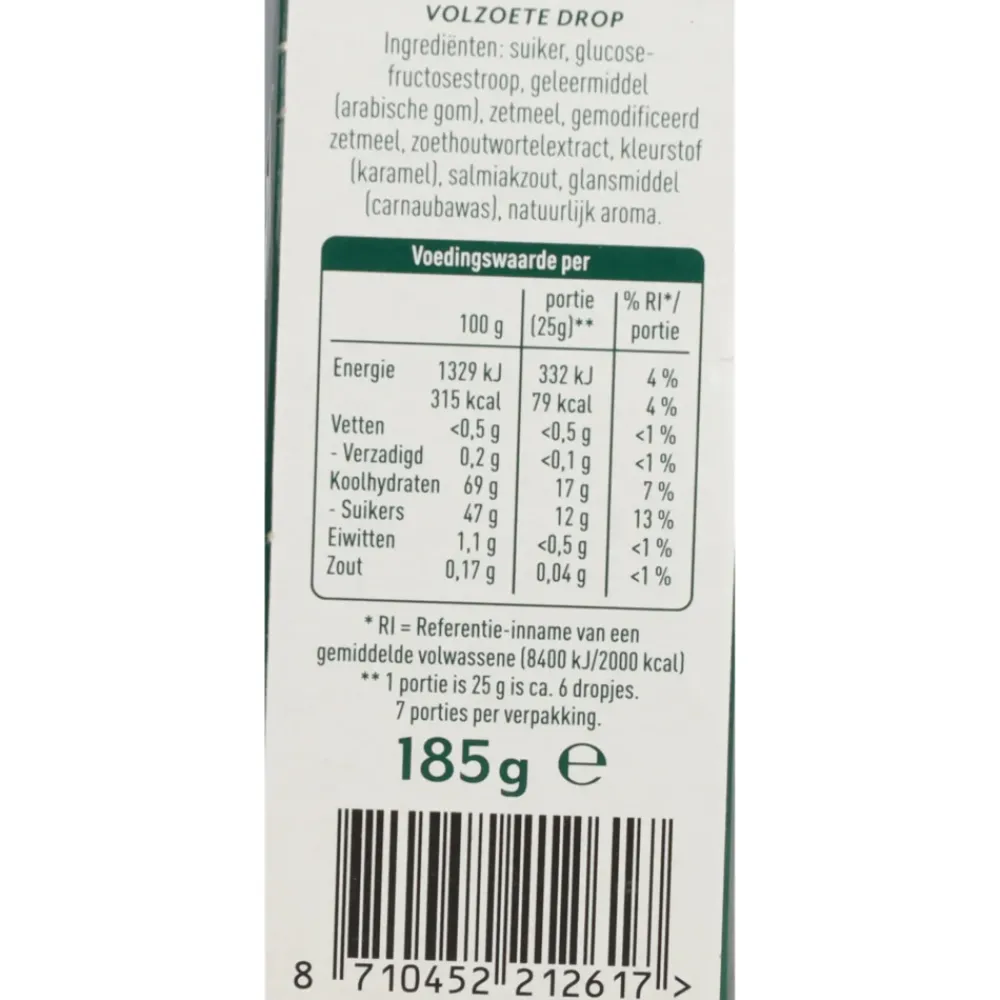 VOLZOETE DROP
Ingrediënten: suiker, glucose-
fructosestroop, geleermiddel
(arabische gom), zetmeel, gemodificeerd
zetmeel, zoethoutwortelextract, kleurstof
(karamel), salmiakzout, glansmiddel
(carnaubawas), natuurlijk aroma.
Voedingswaarde per
100 g portie (25g)** % RI*/ portie
Energie 1329 kJ 332 kJ 4 %
315 kcal 79 kcal 4 %
Vetten <0,5 g <0,5 g <1 %
- Verzadigd 0,2 g <0,1 g <1 %
Koolhydraten 69 g 17 g 7 %
- Suikers 47 g 12 g 13 %
Eiwitten 1,1 g <0,5 g <1 %
Zout 0,17 g 0,04 g <1 %
* RI = Referentie-inname van een
gemiddelde volwassene (8400 kJ/2000 kcal)
** 1 portie is 25 g is ca. 6 dropjes.
7 porties per verpakking.
185g e
8 710452 212617 >